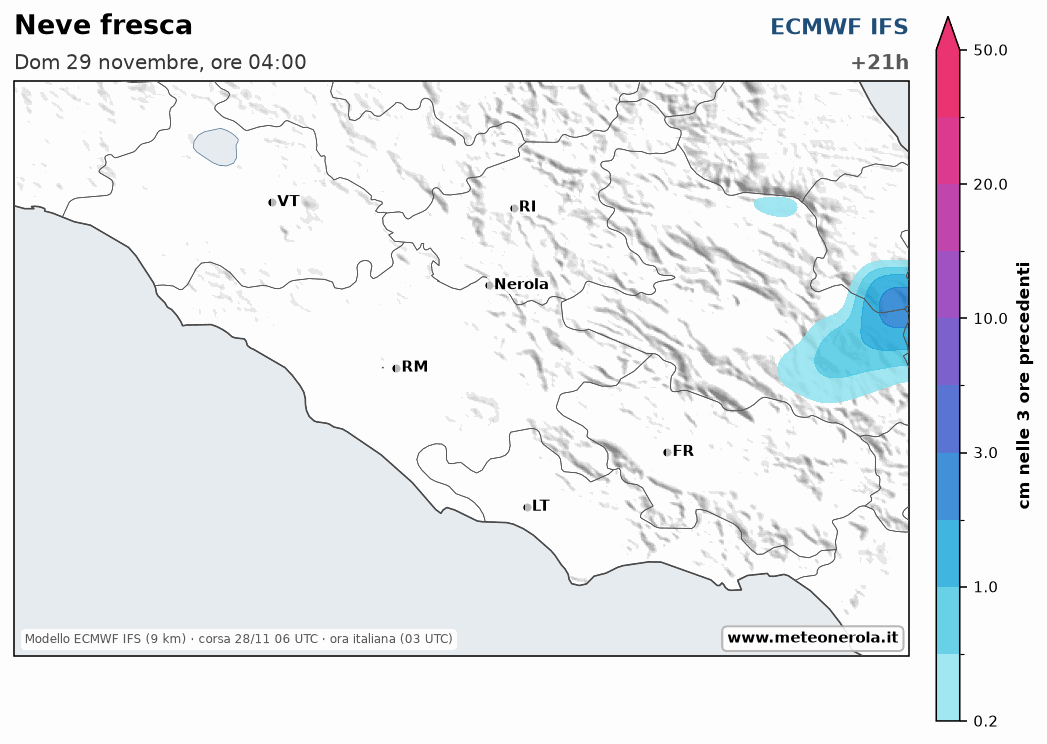 Neve fresca
ECMWF IFS
Dom 29 novembre, ore 04:00
+21h
50.0
20.0
10.0
3.0
1.0
0.2
cm nelle 3 ore precedenti
VT
RI
Nerola
RM
FR
LT
Modello ECMWF IFS (9 km) · corsa 28/11 06 UTC · ora italiana (03 UTC)
www.meteonerola.it